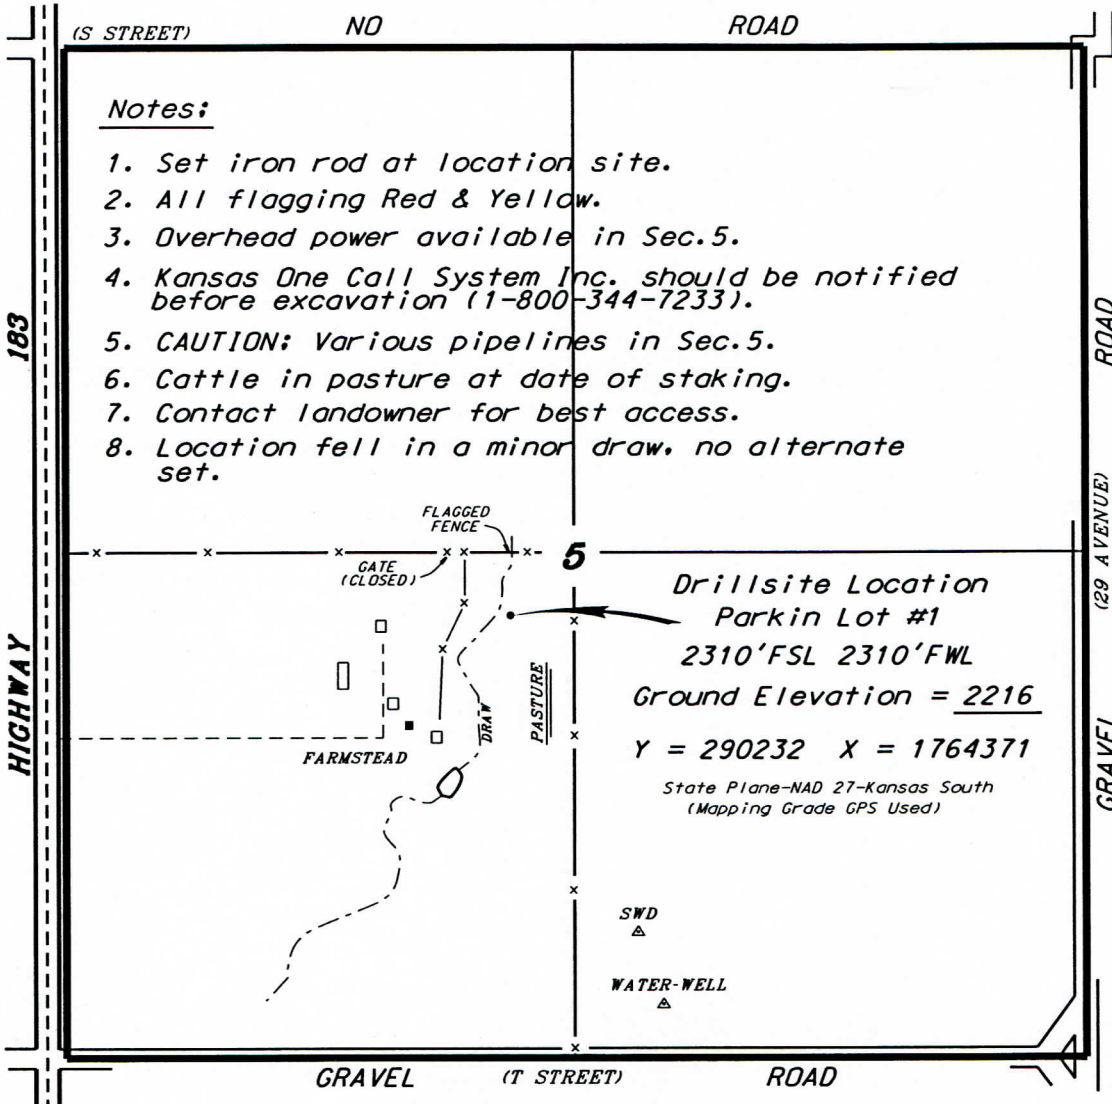 (S STREET) NO ROAD
Notes:
1. Set iron rod at location site.
2. All flagging Red & Yellow.
3. Overhead power available in Sec.5.
4. Kansas One Call System Inc. should be notified
before excavation (1-800-344-7233).
5. CAUTION: Various pipelines in Sec.5.
6. Cattle in pasture at date of staking.
7. Contact landowner for best access.
8. Location fell in a minor draw, no alternate
set.
HIGHWAY 183
GRAVEL (29 AVENUE) ROAD
FLAGGED
FENCE
GATE
(CLOSED)
5
Drillsite Location
Parkin Lot #1
2310'FSL 2310'FWL
Ground Elevation = 2216
Y = 290232 X = 1764371
State Plane-NAD 27-Kansas South
(Mapping Grade GPS Used)
PASTURE
DRAW
FARMSTEAD
SWD
WATER-WELL
GRAVEL (T STREET) ROAD